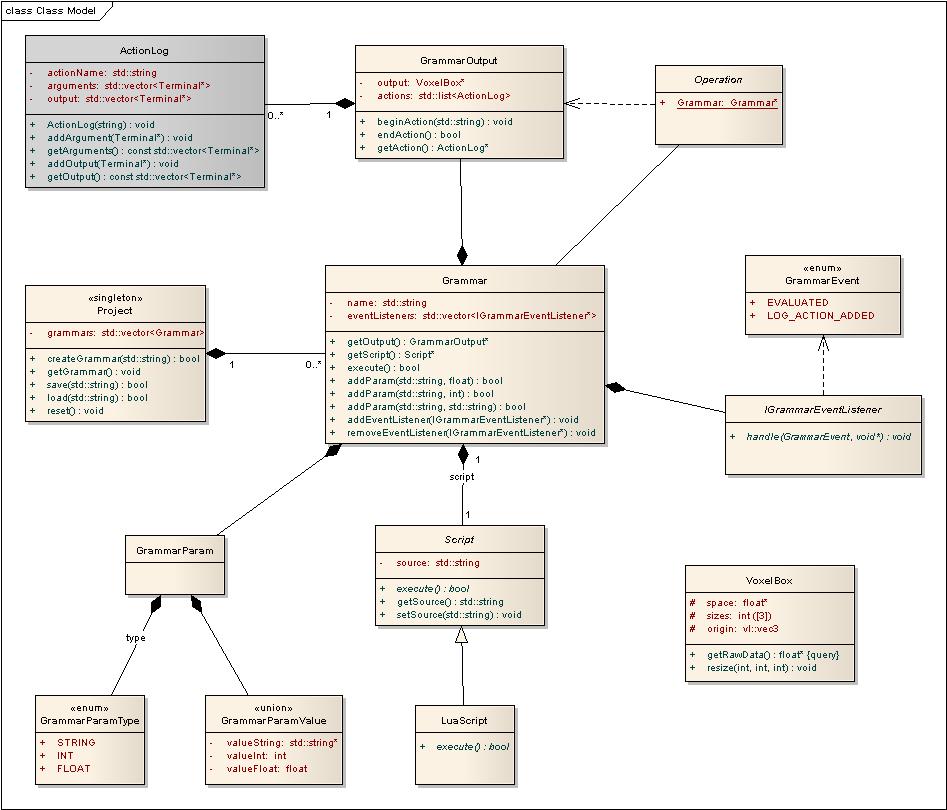 class Class Model
ActionLog
- actionName: std::string
- arguments: std::vector<Terminal*>
- output: std::vector<Terminal*>
+ ActionLog(string) : void
+ addArgument(Terminal*) : void
+ getArguments() : const std::vector<Terminal*>
+ addOutput(Terminal*) : void
+ getOutput() : const std::vector<Terminal*>
0..*
1
GrammarOutput
- output: VoxelBox*
- actions: std::list<ActionLog>
+ beginAction(std::string) : void
+ endAction() : bool
+ getAction() : ActionLog*
Operation
+ Grammar: Grammar*
«singleton»
Project
- grammars: std::vector<Grammar>
+ createGrammar(std::string) : bool
+ getGrammar() : void
+ save(std::string) : bool
+ load(std::string) : bool
+ reset() : void
1
0..*
Grammar
- name: std::string
- eventListeners: std::vector<IGrammarEventListener*>
+ getOutput() : GrammarOutput*
+ getScript() : Script*
+ execute() : bool
+ addParam(std::string, float) : bool
+ addParam(std::string, int) : bool
+ addParam(std::string, std::string) : bool
+ addEventListener(IGrammarEventListener*) : void
+ removeEventListener(IGrammarEventListener*) : void
«enum»
GrammarEvent
+ EVALUATED
+ LOG_ACTION_ADDED
IGrammarEventListener
+ handle(GrammarEvent, void*) : void
1
script
1
GrammarParam
type
Script
- source: std::string
+ execute() : bool
+ getSource() : std::string
+ setSource(std::string) : void
VoxelBox
# space: float*
# sizes: int ([3])
# origin: vl::vec3
+ getRawData() : float* {query}
+ resize(int, int, int) : void
«enum»
GrammarParamType
+ STRING
+ INT
+ FLOAT
«union»
GrammarParamValue
- valueString: std::string*
- valueInt: int
- valueFloat: float
LuaScript
+ execute() : bool